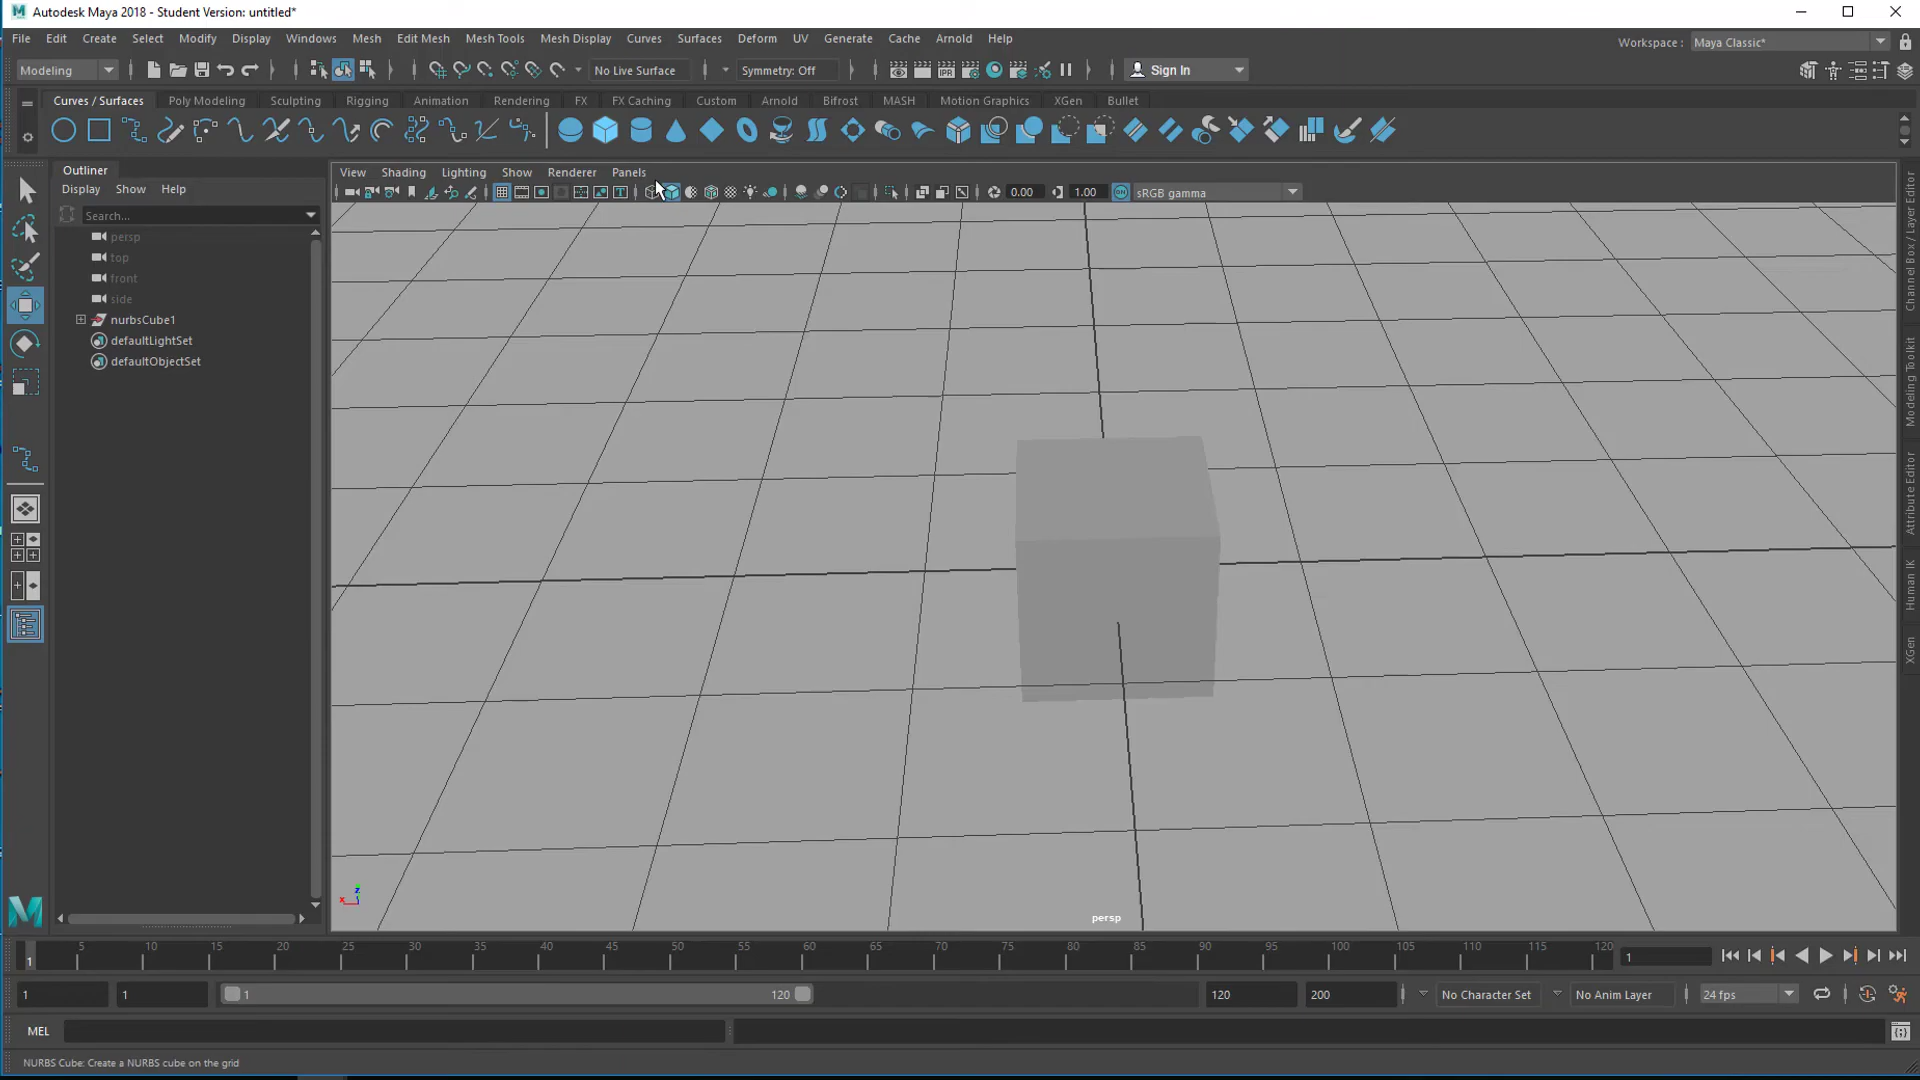 Autodesk Maya 2018 - Student Version: untitled*
File Edit Create Select Modify Display Windows Mesh Edit Mesh Mesh Tools Mesh Display Curves Surfaces Deform UV Generate Cache Arnold Help
Workspace : Maya Classic*
Modeling
No Live Surface
Symmetry: Off
IPR
Sign In
Curves / Surfaces Poly Modeling Sculpting Rigging Animation Rendering FX FX Caching Custom Arnold Bifrost MASH Motion Graphics XGen Bullet
Outliner
Display Show Help
Search...
persp
top
front
side
nurbsCube1
defaultLightSet
defaultObjectSet
View Shading Lighting Show Renderer Panels
0.00 1.00 ON sRGB gamma
z
x
persp
Channel Box / Layer Editor
Modeling Toolkit
Attribute Editor
Human IK
XGen
5 10 15 20 25 30 35 40 45 50 55 60 65 70 75 80 85 90 95 100 105 110 115 120
1
1
1 1 1 120 120 200 No Character Set No Anim Layer 24 fps
MEL
NURBS Cube: Create a NURBS cube on the grid